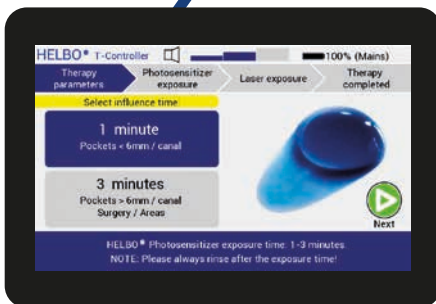 HELBO® T-Controller 100% (Mains)
Therapy parameters
Photosensitizer exposure
Laser exposure
Therapy completed
Select influence time
1 minute
Pockets < 6mm / canal
3 minutes
Pockets > 6mm / canal
Surgery / Areas
Next
HELBO® Photosensitizer exposure time: 1-3 minutes.
NOTE: Please always rinse after the exposure time!